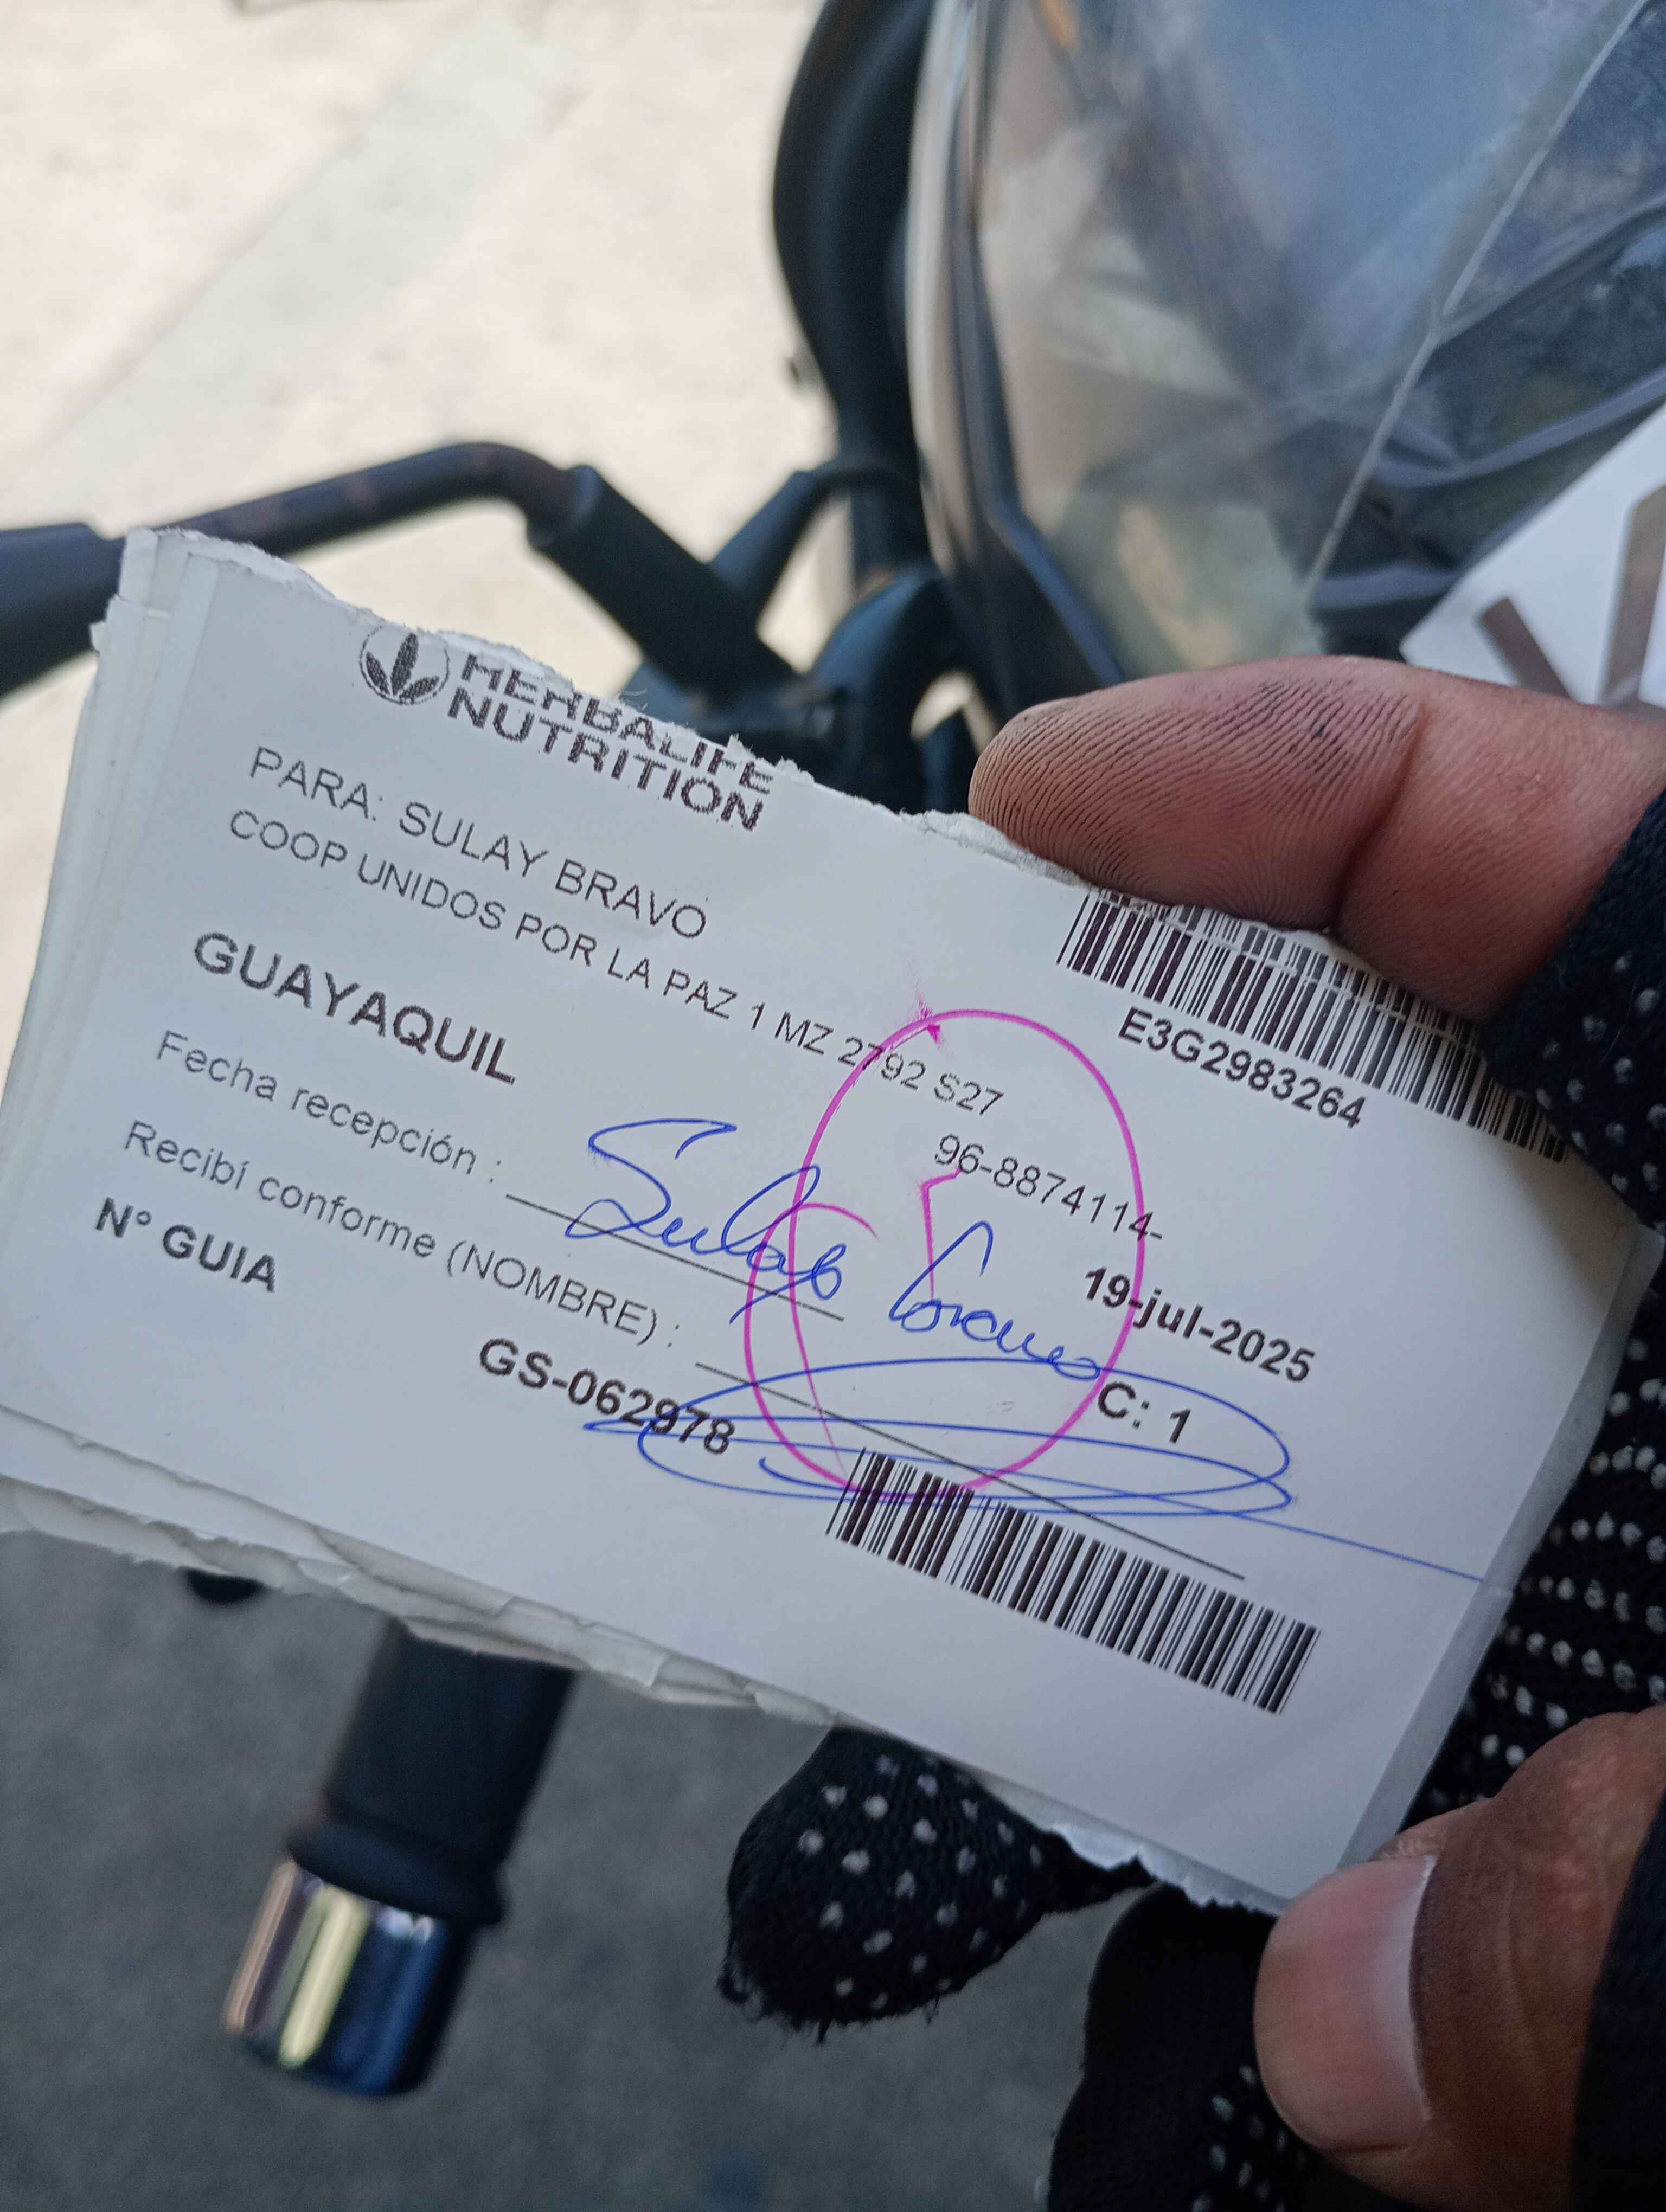 HERBALIFE
NUTRITION
PARA: SULAY BRAVO
COOP UNIDOS POR LA PAZ 1 MZ 2792 S27
E3G2983264
GUAYAQUIL
96-8874114-
Fecha recepción :
19-jul-2025
Recibí conforme (NOMBRE) :
Sulay
C: 1
N° GUIA
GS-062978